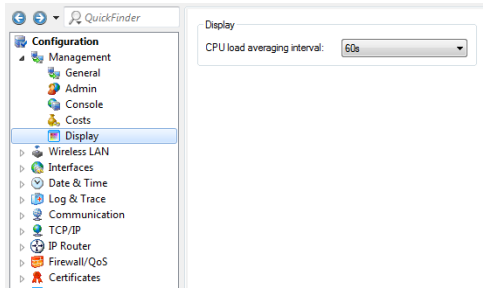 QuickFinder
Configuration
Management
General
Admin
Console
Costs
Display
Wireless LAN
Interfaces
Date & Time
Log & Trace
Communication
TCP/IP
IP Router
Firewall/QoS
Certificates
Display
CPU load averaging interval: 60s